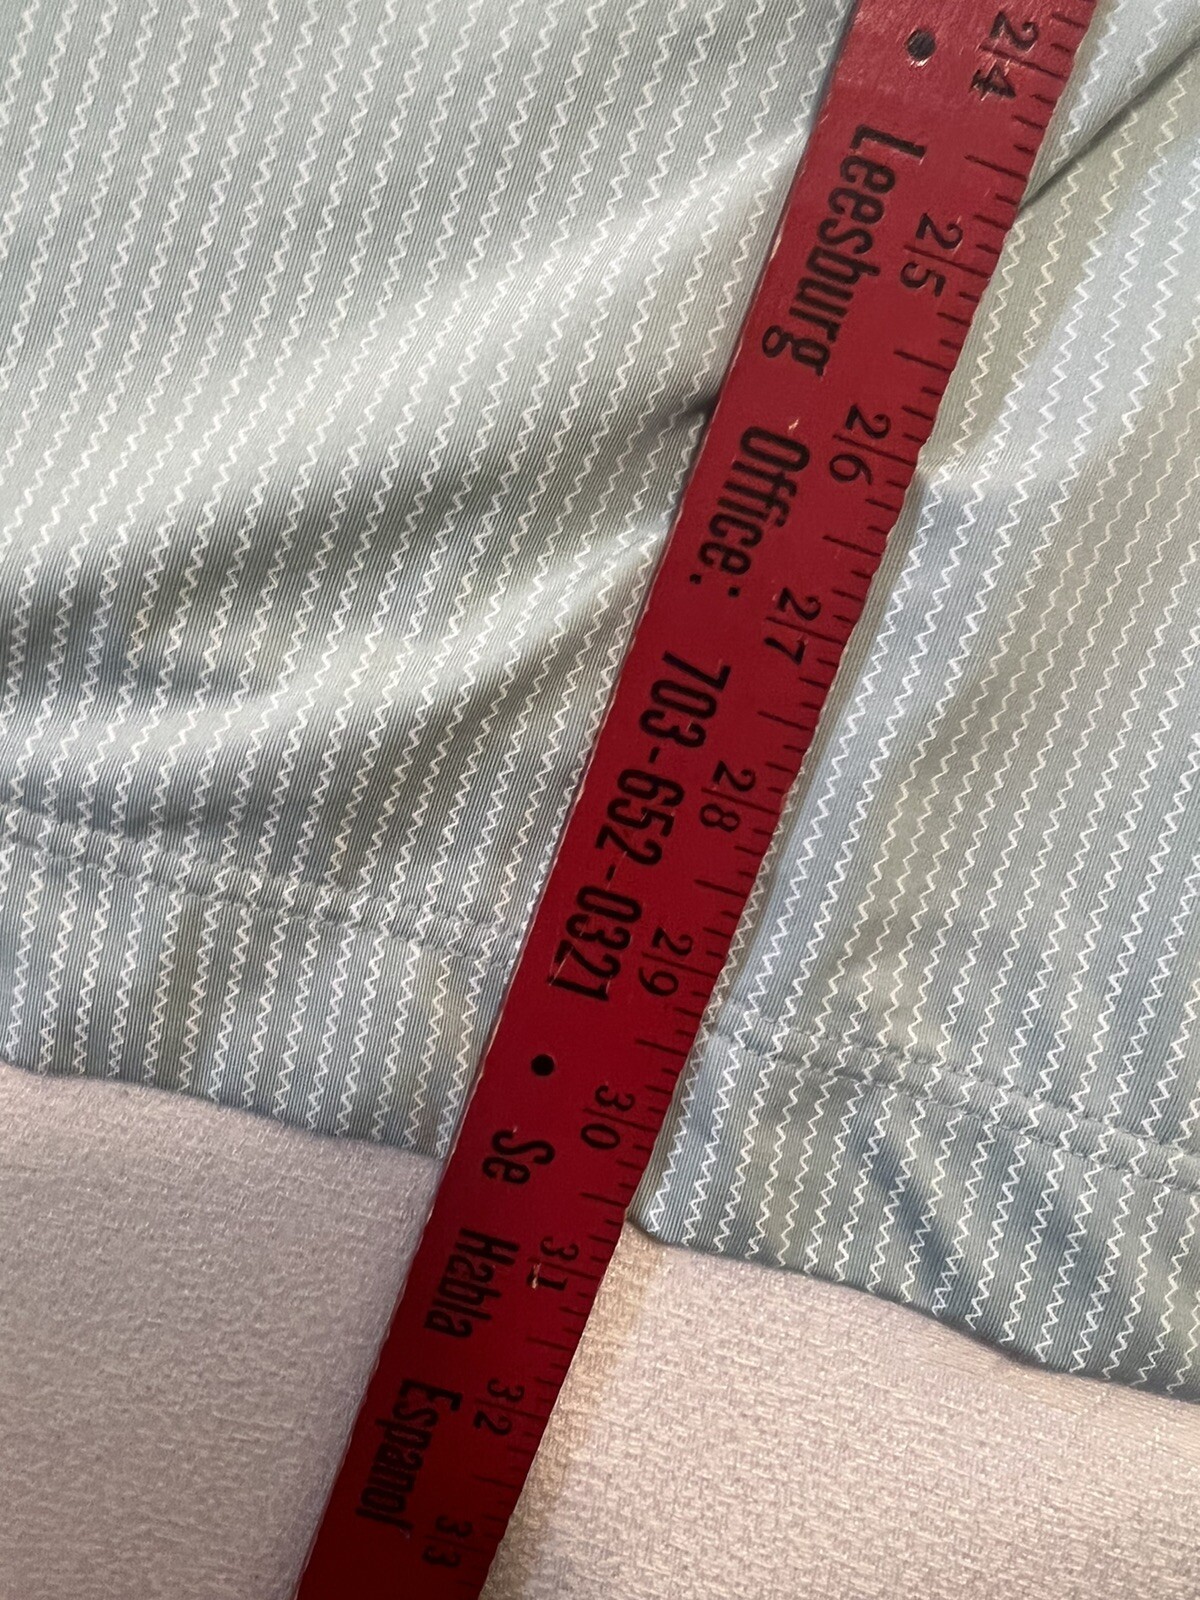 Leesburg Office: 703-652-0321 • Se Habla Espanol
24 25 26 27 28 29 30 31 32 33